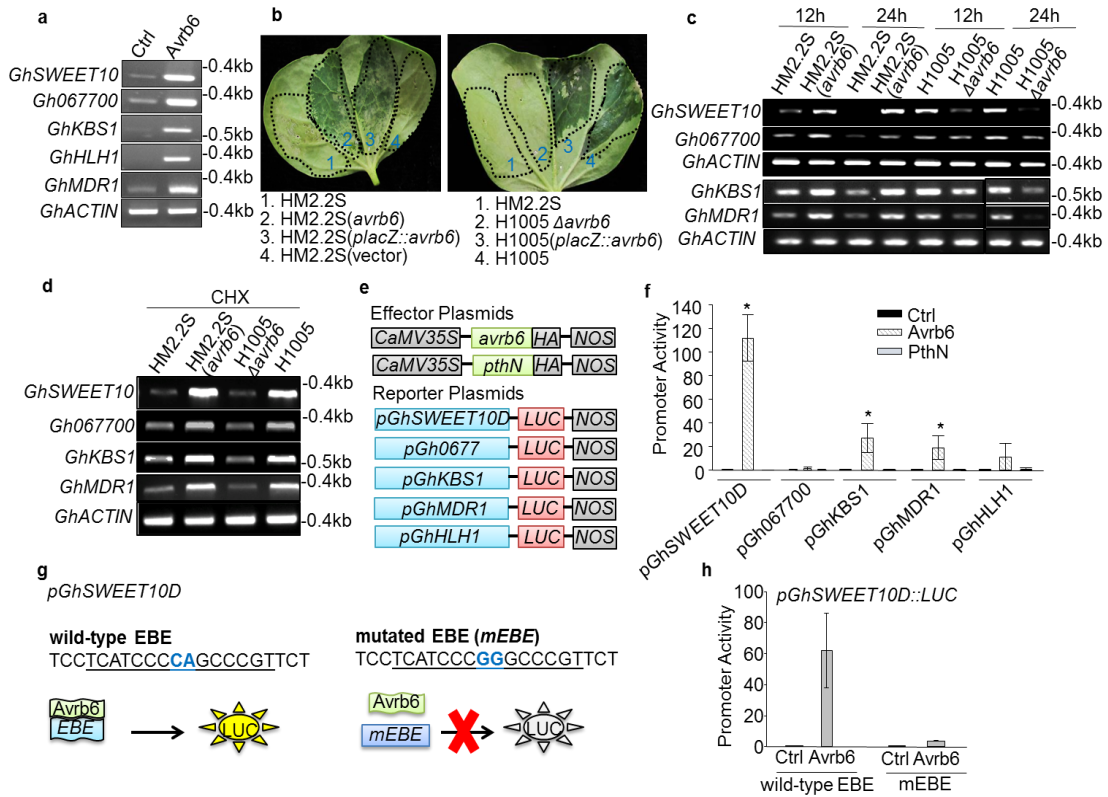 a
Ctrl
Avrb6
GhSWEET10
-0.4kb
Gh067700
-0.4kb
GhKBS1
-0.5kb
GhHLH1
-0.4kb
GhMDR1
-0.4kb
GhACTIN
-0.4kb
b
1 2 3 4
1. HM2.2S
2. HM2.2S(avrb6)
3. HM2.2S(placZ::avrb6)
4. HM2.2S(vector)
1 2 3 4
1. HM2.2S
2. H1005 Δavrb6
3. H1005(placZ::avrb6)
4. H1005
c
12h 24h 12h 24h
HM2.2S
HM2.2S (avrb6)
HM2.2S
HM2.2S (avrb6)
H1005
H1005 Δavrb6
H1005
H1005 Δavrb6
GhSWEET10
-0.4kb
Gh067700
-0.4kb
GhACTIN
-0.4kb
GhKBS1
-0.5kb
GhMDR1
-0.4kb
GhACTIN
-0.4kb
d
CHX
HM2.2S
HM2.2S (avrb6)
H1005 Δavrb6
H1005
GhSWEET10
-0.4kb
Gh067700
-0.4kb
GhKBS1
-0.5kb
GhMDR1
-0.4kb
GhACTIN
-0.4kb
e
Effector Plasmids
CaMV35S avrb6 HA NOS
CaMV35S pthN HA NOS
Reporter Plasmids
pGhSWEET10D LUC NOS
pGh0677 LUC NOS
pGhKBS1 LUC NOS
pGhMDR1 LUC NOS
pGhHLH1 LUC NOS
f
Promoter Activity
140
120
100
80
60
40
20
0
Ctrl
Avrb6
PthN
*
*
*
pGhSWEET10D
pGh067700
pGhKBS1
pGhMDR1
pGhHLH1
g
pGhSWEET10D
wild-type EBE
TCCTCATCCCCAGCCCGTTCT
Avrb6
EBE
LUC
mutated EBE (mEBE)
TCCTCATCCCGGGCCCGTTCT
Avrb6
mEBE
LUC
h
pGhSWEET10D::LUC
Promoter Activity
100
80
60
40
20
0
Ctrl Avrb6 Ctrl Avrb6
wild-type EBE mEBE